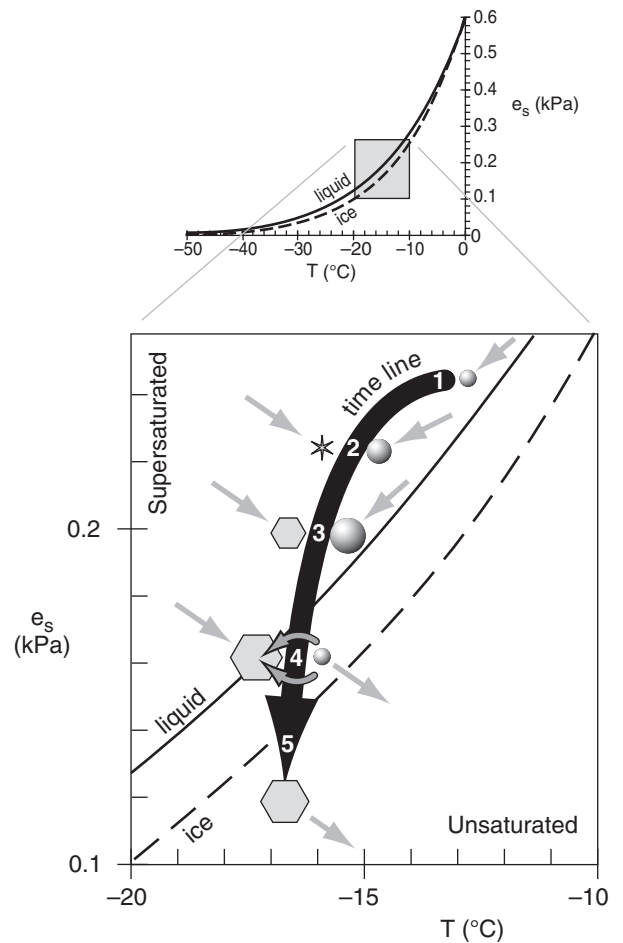 0.6
0.5
0.4
0.3
0.2
0.1
0
e_s (kPa)
liquid
ice
–50
–40
–30
–20
–10
0
T (°C)
Supersaturated
time line
1
2
3
4
5
0.2
e_s
(kPa)
liquid
ice
Unsaturated
0.1
–20
–15
–10
T (°C)